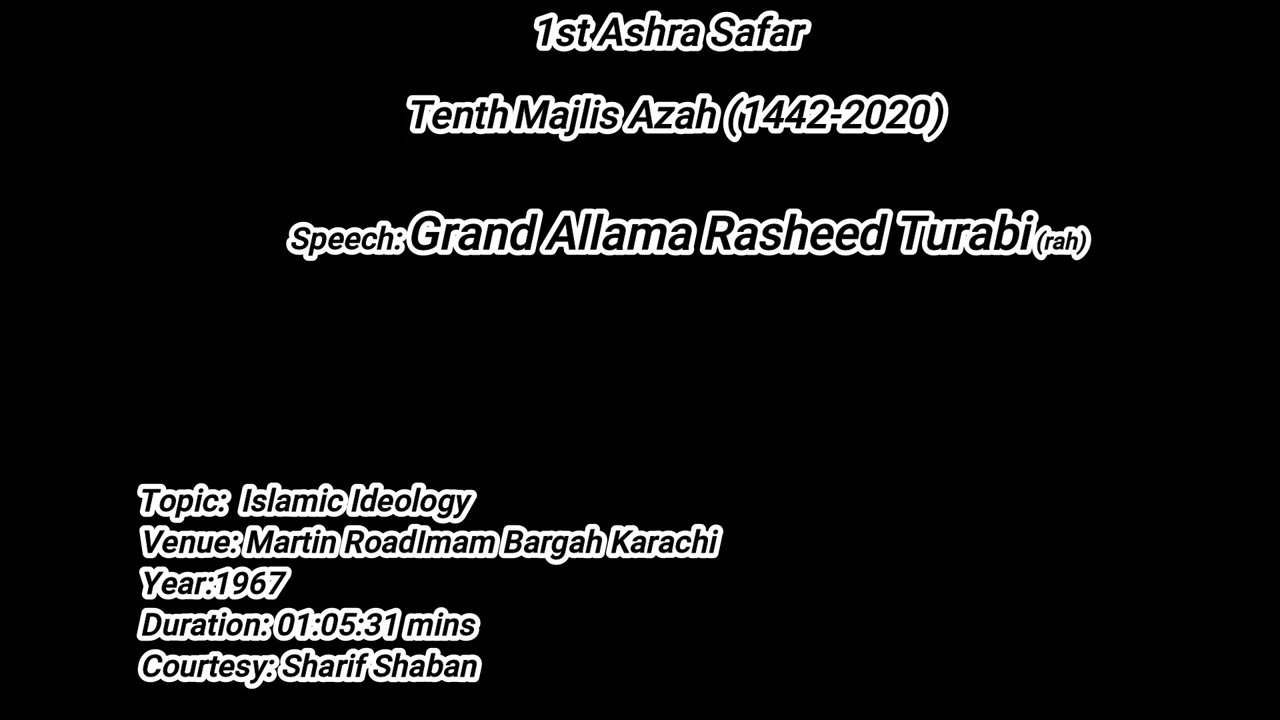 1st Ashra Safar
Tenth Majlis Azah (1442-2020)
Speech: Grand Allama Rasheed Turabi (rah)
Topic: Islamic Ideology
Venue: Martin RoadImam Bargah Karachi
Year:1967
Duration: 01:05:31 mins
Courtesy: Sharif Shaban